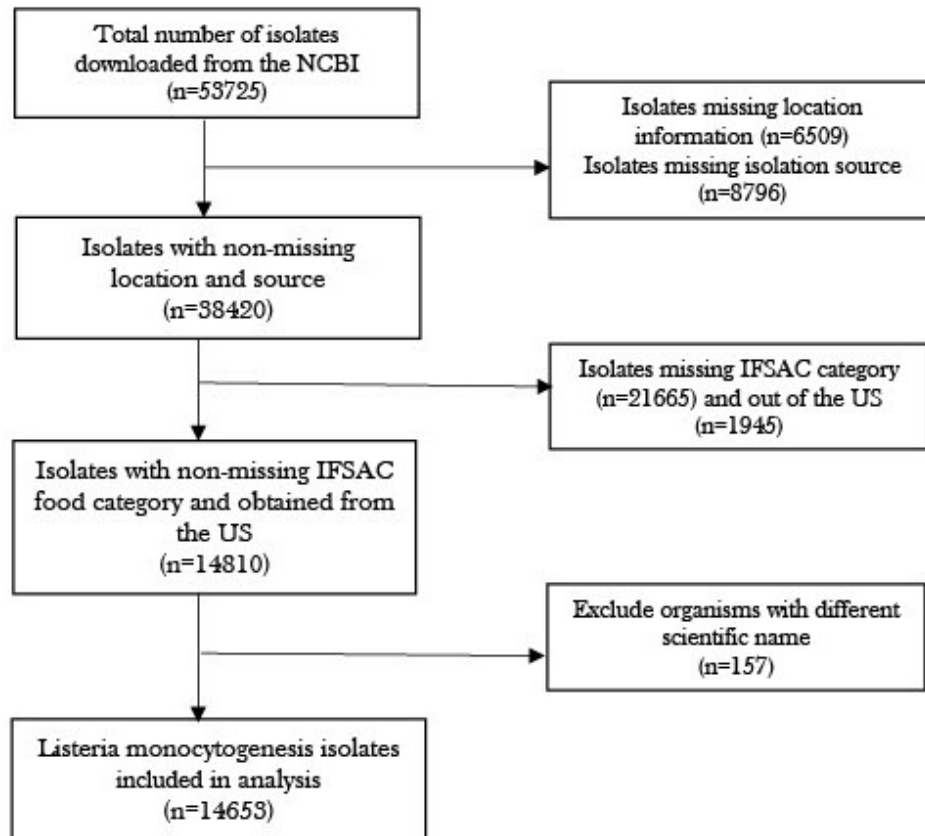 Total number of isolates
downloaded from the NCBI
(n=53725)
Isolates missing location
information (n=6509)
Isolates missing isolation source
(n=8796)
Isolates with non-missing
location and source
(n=38420)
Isolates missing IFSAC category
(n=21665) and out of the US
(n=1945)
Isolates with non-missing IFSAC
food category and obtained from
the US
(n=14810)
Exclude organisms with different
scientific name
(n=157)
Listeria monocytogenesis isolates
included in analysis
(n=14653)